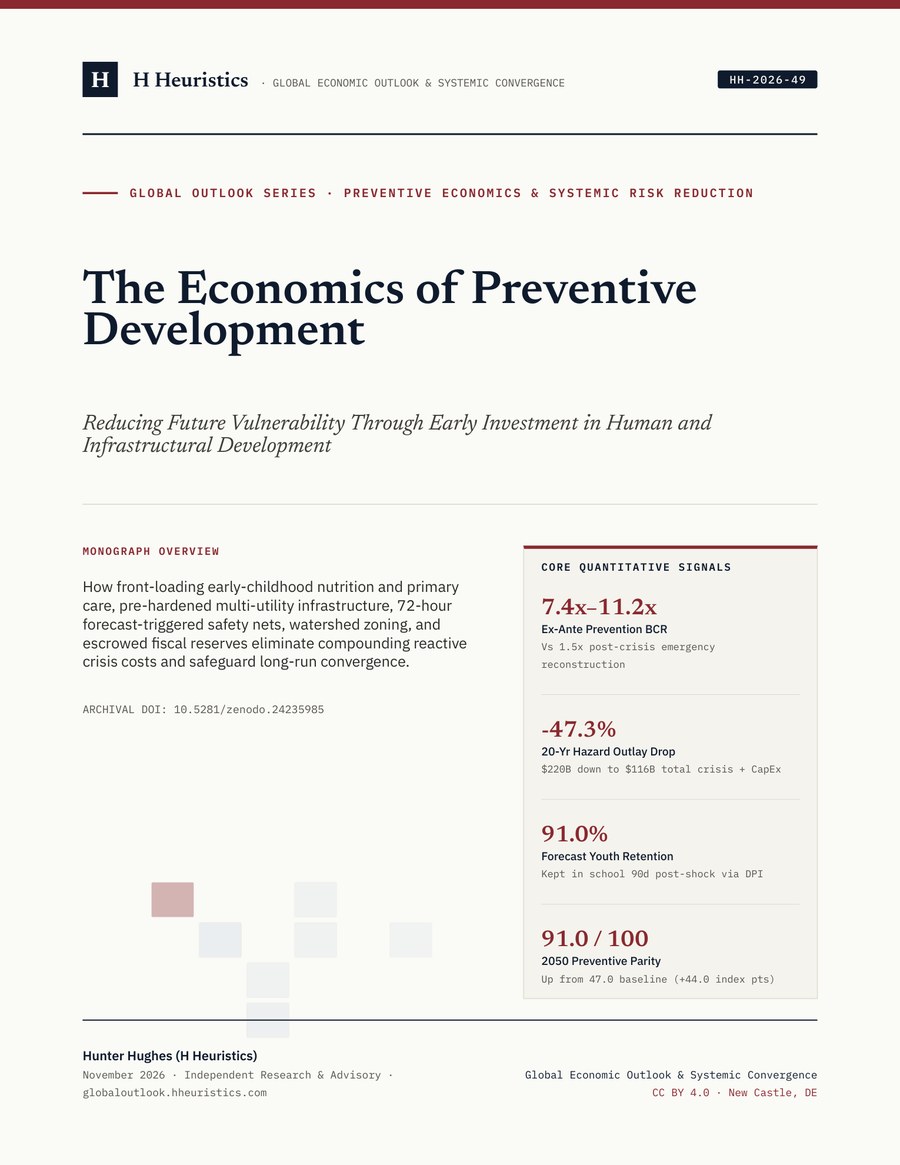 H
H Heuristics · GLOBAL ECONOMIC OUTLOOK & SYSTEMIC CONVERGENCE
HH-2026-49
GLOBAL OUTLOOK SERIES · PREVENTIVE ECONOMICS & SYSTEMIC RISK REDUCTION
The Economics of Preventive
Development
Reducing Future Vulnerability Through Early Investment in Human and
Infrastructural Development
MONOGRAPH OVERVIEW
How front-loading early-childhood nutrition and primary
care, pre-hardened multi-utility infrastructure, 72-hour
forecast-triggered safety nets, watershed zoning, and
escrowed fiscal reserves eliminate compounding reactive
crisis costs and safeguard long-run convergence.
ARCHIVAL DOI: 10.5281/zenodo.24235985
CORE QUANTITATIVE SIGNALS
7.4x–11.2x
Ex-Ante Prevention BCR
Vs 1.5x post-crisis emergency
reconstruction
-47.3%
20-Yr Hazard Outlay Drop
$220B down to $116B total crisis + CapEx
91.0%
Forecast Youth Retention
Kept in school 90d post-shock via DPI
91.0 / 100
2050 Preventive Parity
Up from 47.0 baseline (+44.0 index pts)
Hunter Hughes (H Heuristics)
November 2026 · Independent Research & Advisory ·
globaloutlook.hheuristics.com
Global Economic Outlook & Systemic Convergence
CC BY 4.0 · New Castle, DE